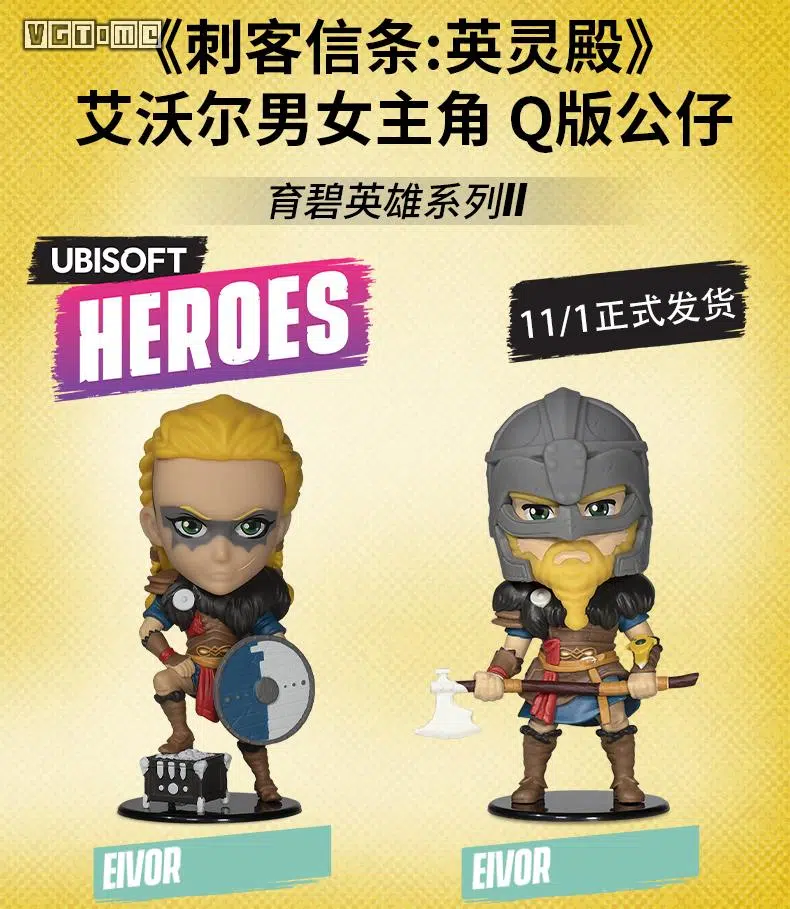 VGTIME
《刺客信条:英灵殿》
艾沃尔男女主角 Q版公仔
育碧英雄系列II
UBISOFT
HEROES
11/1正式发货
EIVOR
EIVOR